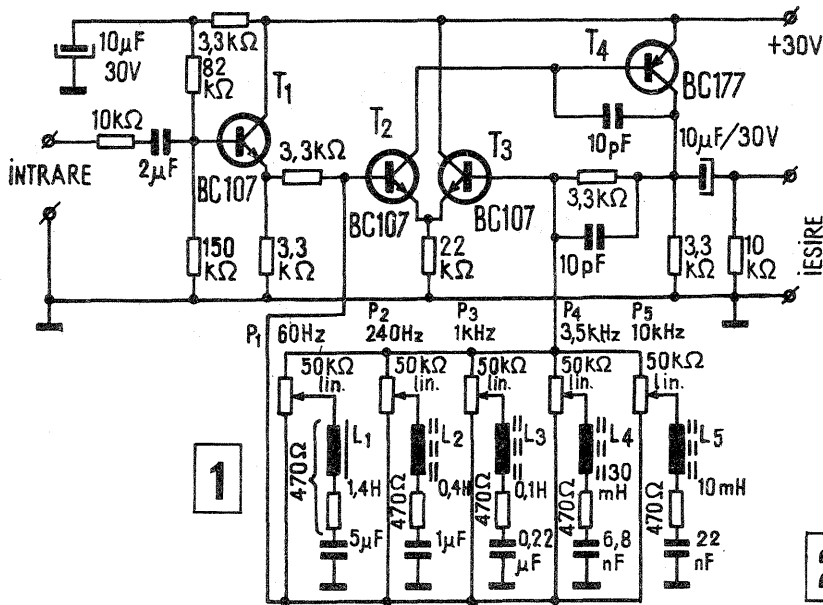 10μF
30V
3,3kΩ
82
kΩ
T1
T4
+30V
BC177
10kΩ
2μF
INTRARE
BC107
3,3kΩ
T2
T3
10pF
10μF/30V
BC107
BC107
3,3kΩ
10pF
150
kΩ
3,3
kΩ
22
kΩ
3,3
kΩ
10
kΩ
IEȘIRE
P1 60Hz
P2
240Hz
P3
1kHz
P4
3,5kHz
P5
10kHz
50kΩ
lin.
50kΩ
lin.
50kΩ
lin.
50kΩ
lin.
50kΩ
lin.
1
470Ω
L1
1,4H
5μF
470Ω
L2
0,4H
1μF
470Ω
L3
0,1H
0,22
μF
470Ω
L4
30
mH
6,8
nF
470Ω
L5
10mH
22
nF